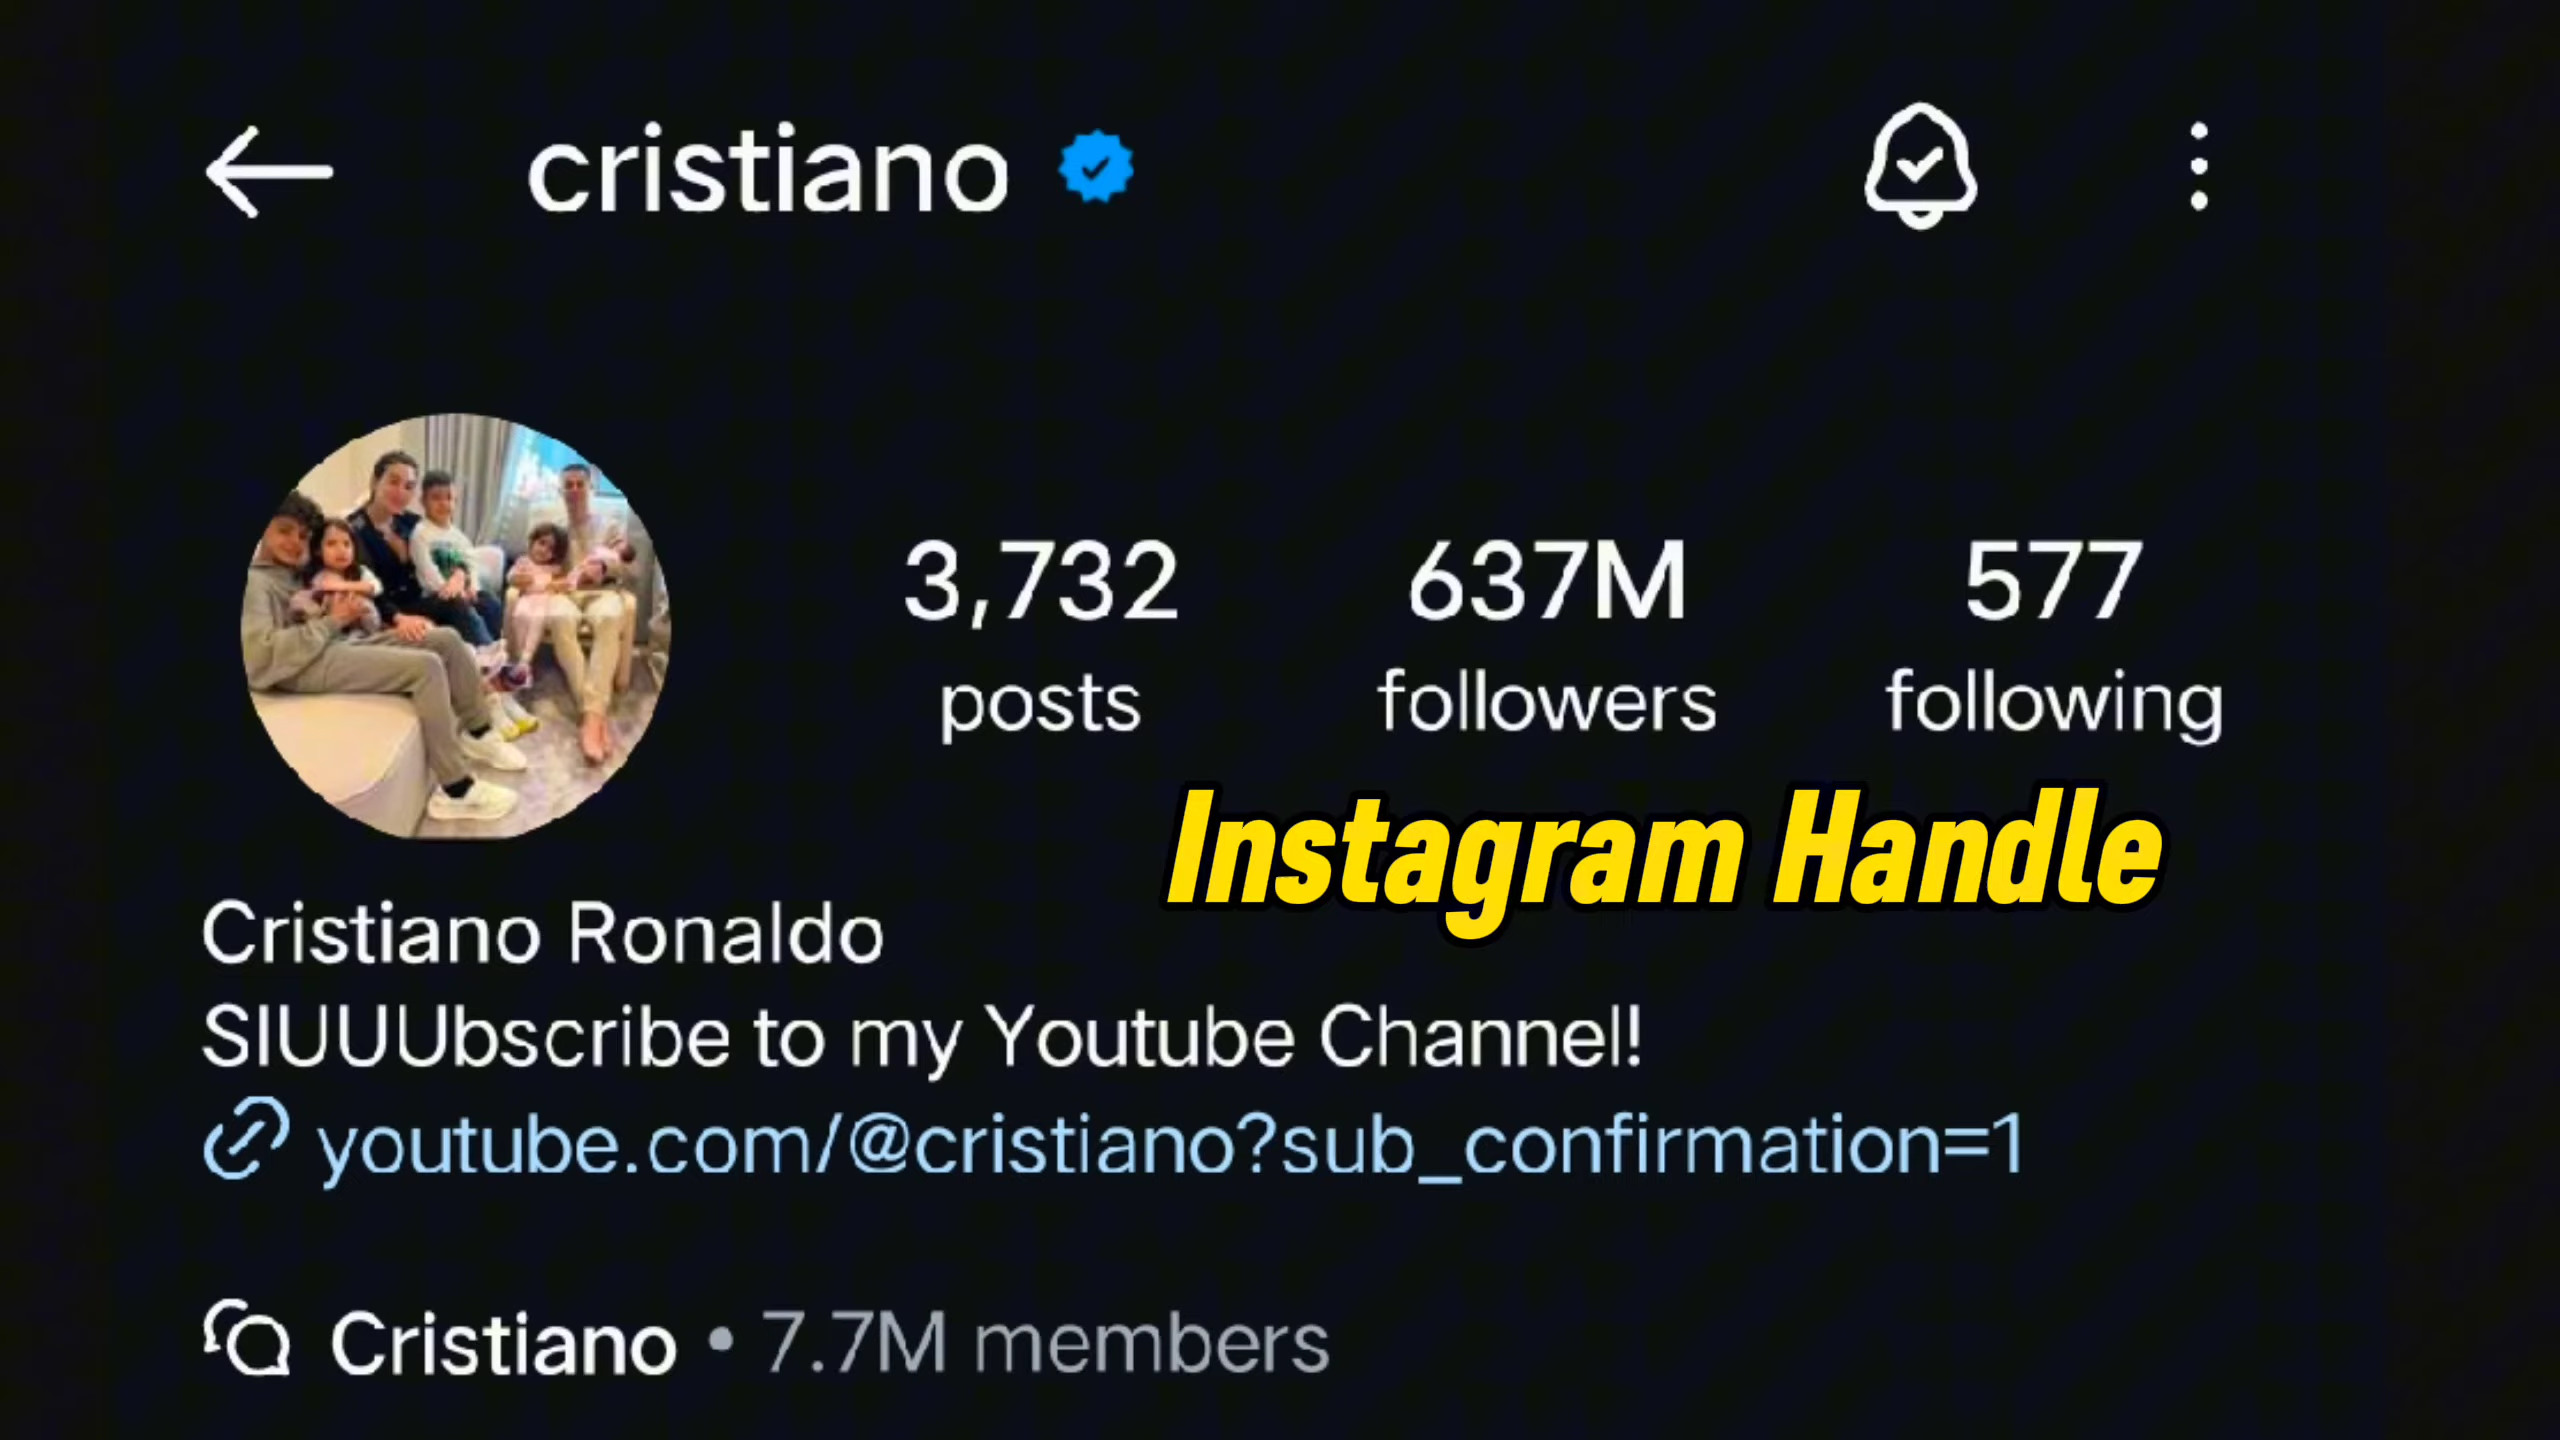 cristiano
3,732 637M 577
posts followers following
Instagram Handle
Cristiano Ronaldo
SIUUUbscribe to my Youtube Channel!
youtube.com/@cristiano?sub_confirmation=1
Cristiano • 7.7M members